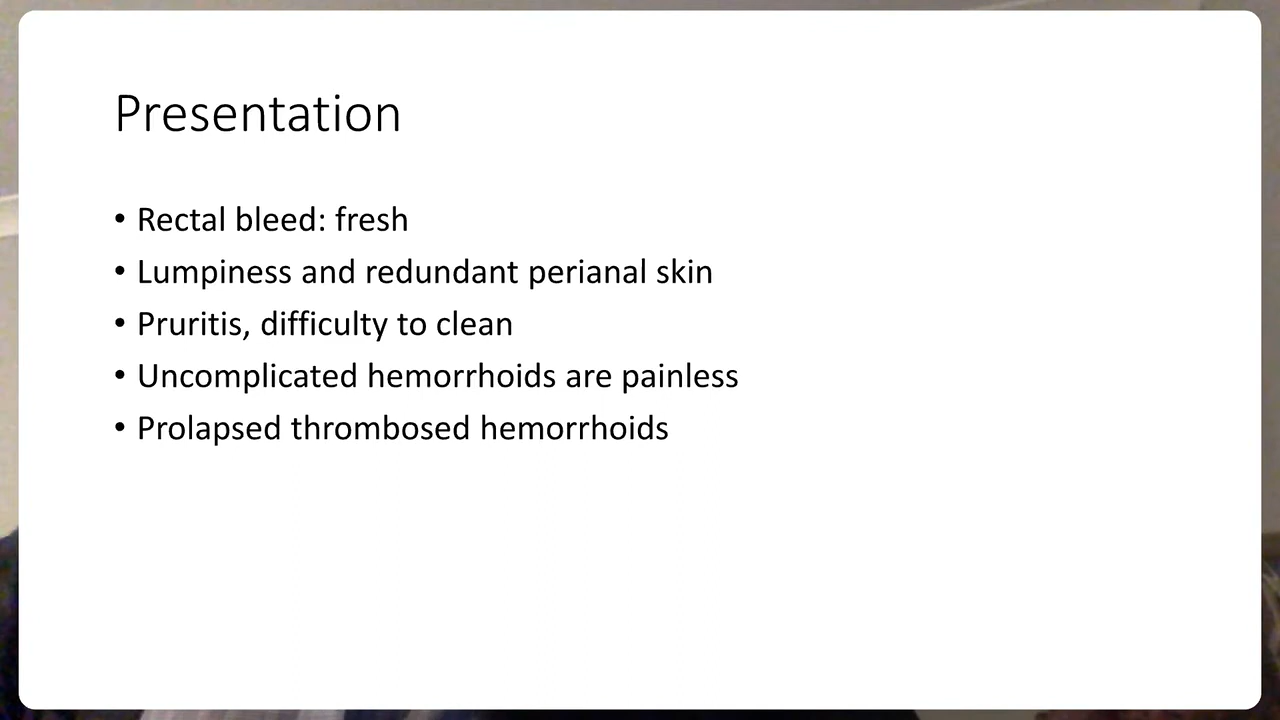 Presentation
• Rectal bleed: fresh
• Lumpiness and redundant perianal skin
• Pruritis, difficulty to clean
• Uncomplicated hemorrhoids are painless
• Prolapsed thrombosed hemorrhoids